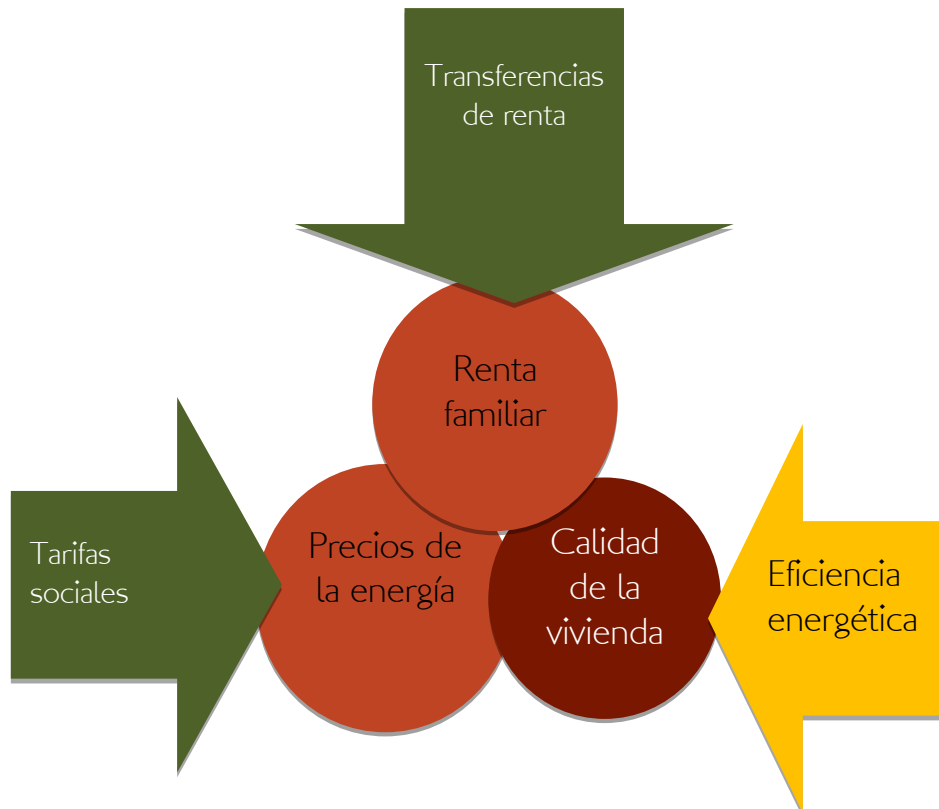 Transferencias
de renta
Renta
familiar
Tarifas
sociales
Precios de
la energía
Calidad
de la
vivienda
Eficiencia
energética